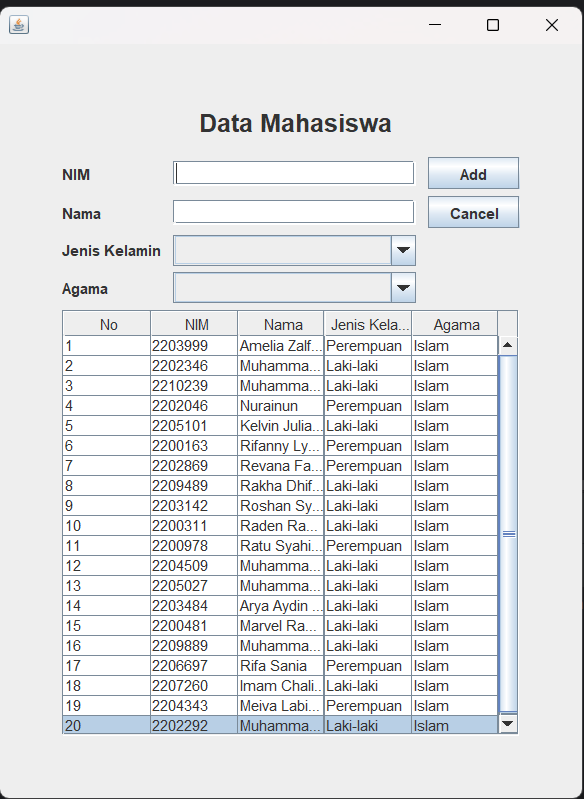 Data Mahasiswa
NIM Add
Nama Cancel
Jenis Kelamin
Agama
No NIM Nama Jenis Kela... Agama
1 2203999 Amelia Zalf... Perempuan Islam
2 2202346 Muhamma... Laki-laki Islam
3 2210239 Muhamma... Laki-laki Islam
4 2202046 Nurainun Perempuan Islam
5 2205101 Kelvin Julia... Laki-laki Islam
6 2200163 Rifanny Ly... Perempuan Islam
7 2202869 Revana Fa... Perempuan Islam
8 2209489 Rakha Dhif... Laki-laki Islam
9 2203142 Roshan Sy... Laki-laki Islam
10 2200311 Raden Ra... Laki-laki Islam
11 2200978 Ratu Syahi... Perempuan Islam
12 2204509 Muhamma... Laki-laki Islam
13 2205027 Muhamma... Laki-laki Islam
14 2203484 Arya Aydin ... Laki-laki Islam
15 2200481 Marvel Ra... Laki-laki Islam
16 2209889 Muhamma... Laki-laki Islam
17 2206697 Rifa Sania Perempuan Islam
18 2207260 Imam Chali... Laki-laki Islam
19 2204343 Meiva Labi... Perempuan Islam
20 2202292 Muhamma... Laki-laki Islam